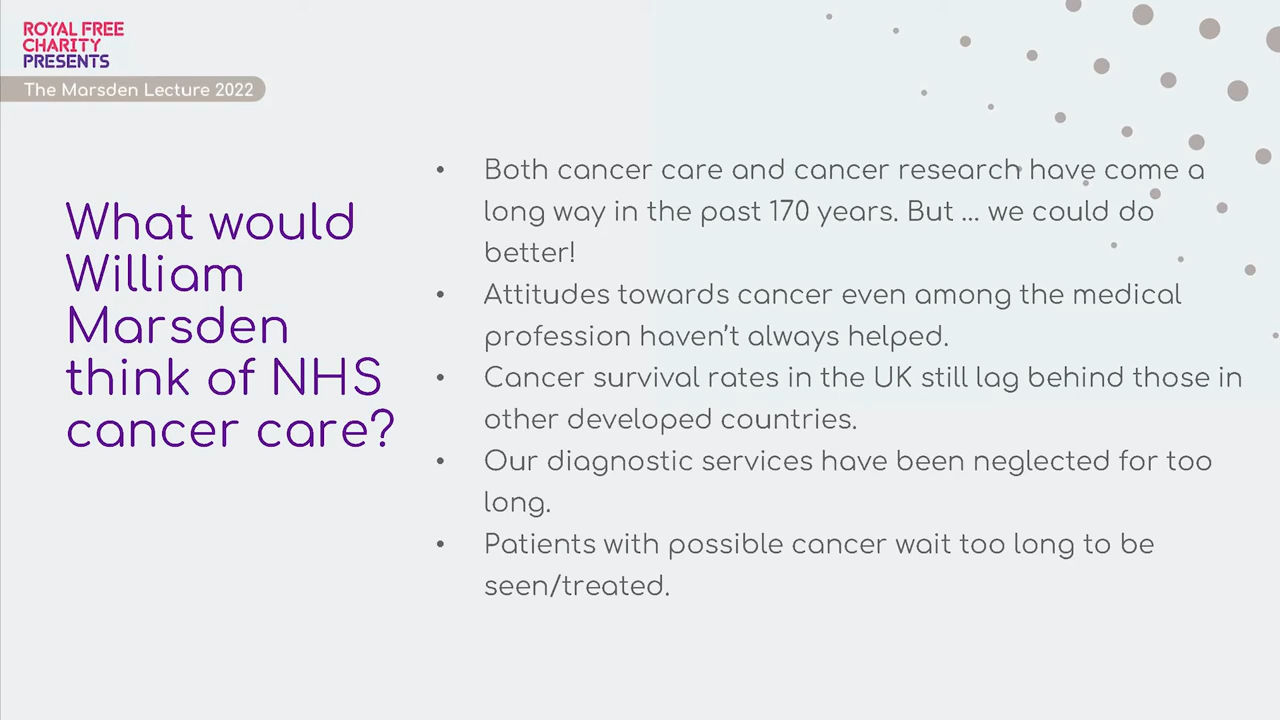 ROYAL FREE
CHARITY
PRESENTS
The Marsden Lecture 2022
What would
William
Marsden
think of NHS
cancer care?
• Both cancer care and cancer research have come a
long way in the past 170 years. But ... we could do
better!
• Attitudes towards cancer even among the medical
profession haven't always helped.
• Cancer survival rates in the UK still lag behind those in
other developed countries.
• Our diagnostic services have been neglected for too
long.
• Patients with possible cancer wait too long to be
seen/treated.